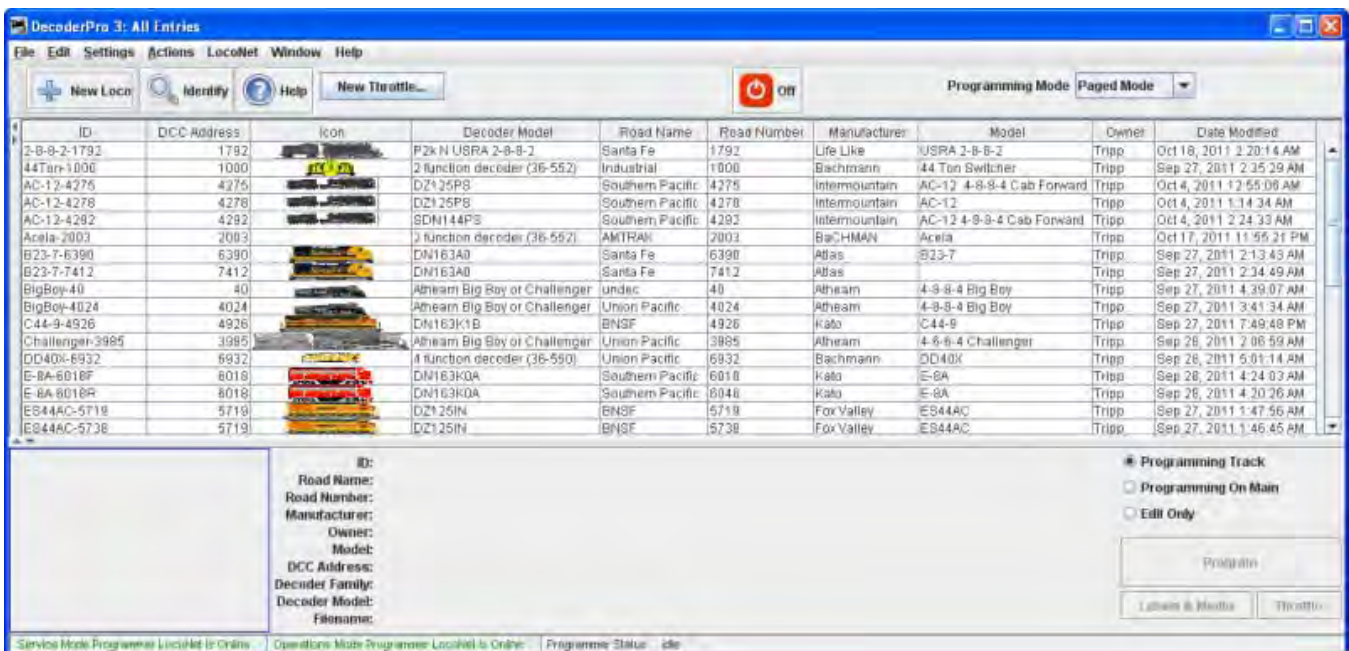 DecoderPro 3: All Entries
File Edit Settings Actions LocoNet Window Help
New Loco Identify Help New Throttle... Off Programming Mode Paged Mode
ID DCC Address Icon Decoder Model Road Name Road Number Manufacturer Model Owner Date Modified
2-8-8-2-1792 1792 P2k N USRA 2-8-8-2 Santa Fe 1792 Life Like USRA 2-8-8-2 Tripp Oct 18, 2011 2:20:14 AM
44Ton-1000 1000 2 function decoder (36-552) Industrial 1000 Bachmann 44 Ton Switcher Tripp Sep 27, 2011 2:35:29 AM
AC-12-4275 4275 DZ125PS Southern Pacific 4275 Intermountain AC-12 4-8-8-4 Cab Forward Tripp Oct 4, 2011 12:55:06 AM
AC-12-4278 4278 DZ125PS Southern Pacific 4278 Intermountain AC-12 Tripp Oct 4, 2011 1:14:34 AM
AC-12-4292 4292 SDN144PS Southern Pacific 4292 Intermountain AC-12 4-8-8-4 Cab Forward Tripp Oct 4, 2011 2:24:33 AM
Acela-2003 2003 2 function decoder (36-552) AMTRAK 2003 BaCHMAN Acela Tripp Oct 17, 2011 11:55:21 PM
B23-7-6390 6390 DN163A0 Santa Fe 6390 Atlas B23-7 Tripp Sep 27, 2011 2:13:43 AM
B23-7-7412 7412 DN163A0 Santa Fe 7412 Atlas Tripp Sep 27, 2011 2:34:49 AM
BigBoy-40 40 Athearn Big Boy or Challenger undec 40 Athearn 4-8-8-4 Big Boy Tripp Sep 27, 2011 4:39:07 AM
BigBoy-4024 4024 Athearn Big Boy or Challenger Union Pacific 4024 Athearn 4-8-8-4 Big Boy Tripp Sep 27, 2011 3:41:34 AM
C44-9-4926 4926 DN163K1B BNSF 4926 Kato C44-9 Tripp Sep 27, 2011 7:49:48 PM
Challenger-3985 3985 Athearn Big Boy or Challenger Union Pacific 3985 Athearn 4-6-6-4 Challenger Tripp Sep 28, 2011 2:06:59 AM
DD40X-6932 6932 4 function decoder (36-550) Union Pacific 6932 Bachmann DD40X Tripp Sep 28, 2011 5:01:14 AM
E-8A-6018F 6018 DN163K0A Southern Pacific 6018 Kato E-8A Tripp Sep 28, 2011 4:24:03 AM
E-8A-6018R 6018 DN163K0A Southern Pacific 6046 Kato E-8A Tripp Sep 28, 2011 4:20:26 AM
ES44AC-5719 5719 DZ125IN BNSF 5719 Fox Valley ES44AC Tripp Sep 27, 2011 1:47:56 AM
ES44AC-5738 5719 DZ125IN BNSF 5738 Fox Valley ES44AC Tripp Sep 27, 2011 1:46:45 AM
ID:
Road Name:
Road Number:
Manufacturer:
Owner:
Model:
DCC Address:
Decoder Family:
Decoder Model:
Filename:
Programming Track
Programming On Main
Edit Only
Program
Labels & Media Throttle
Service Mode Programmer LocoNet is Online Operations Mode Programmer LocoNet is Online Programmer Status idle